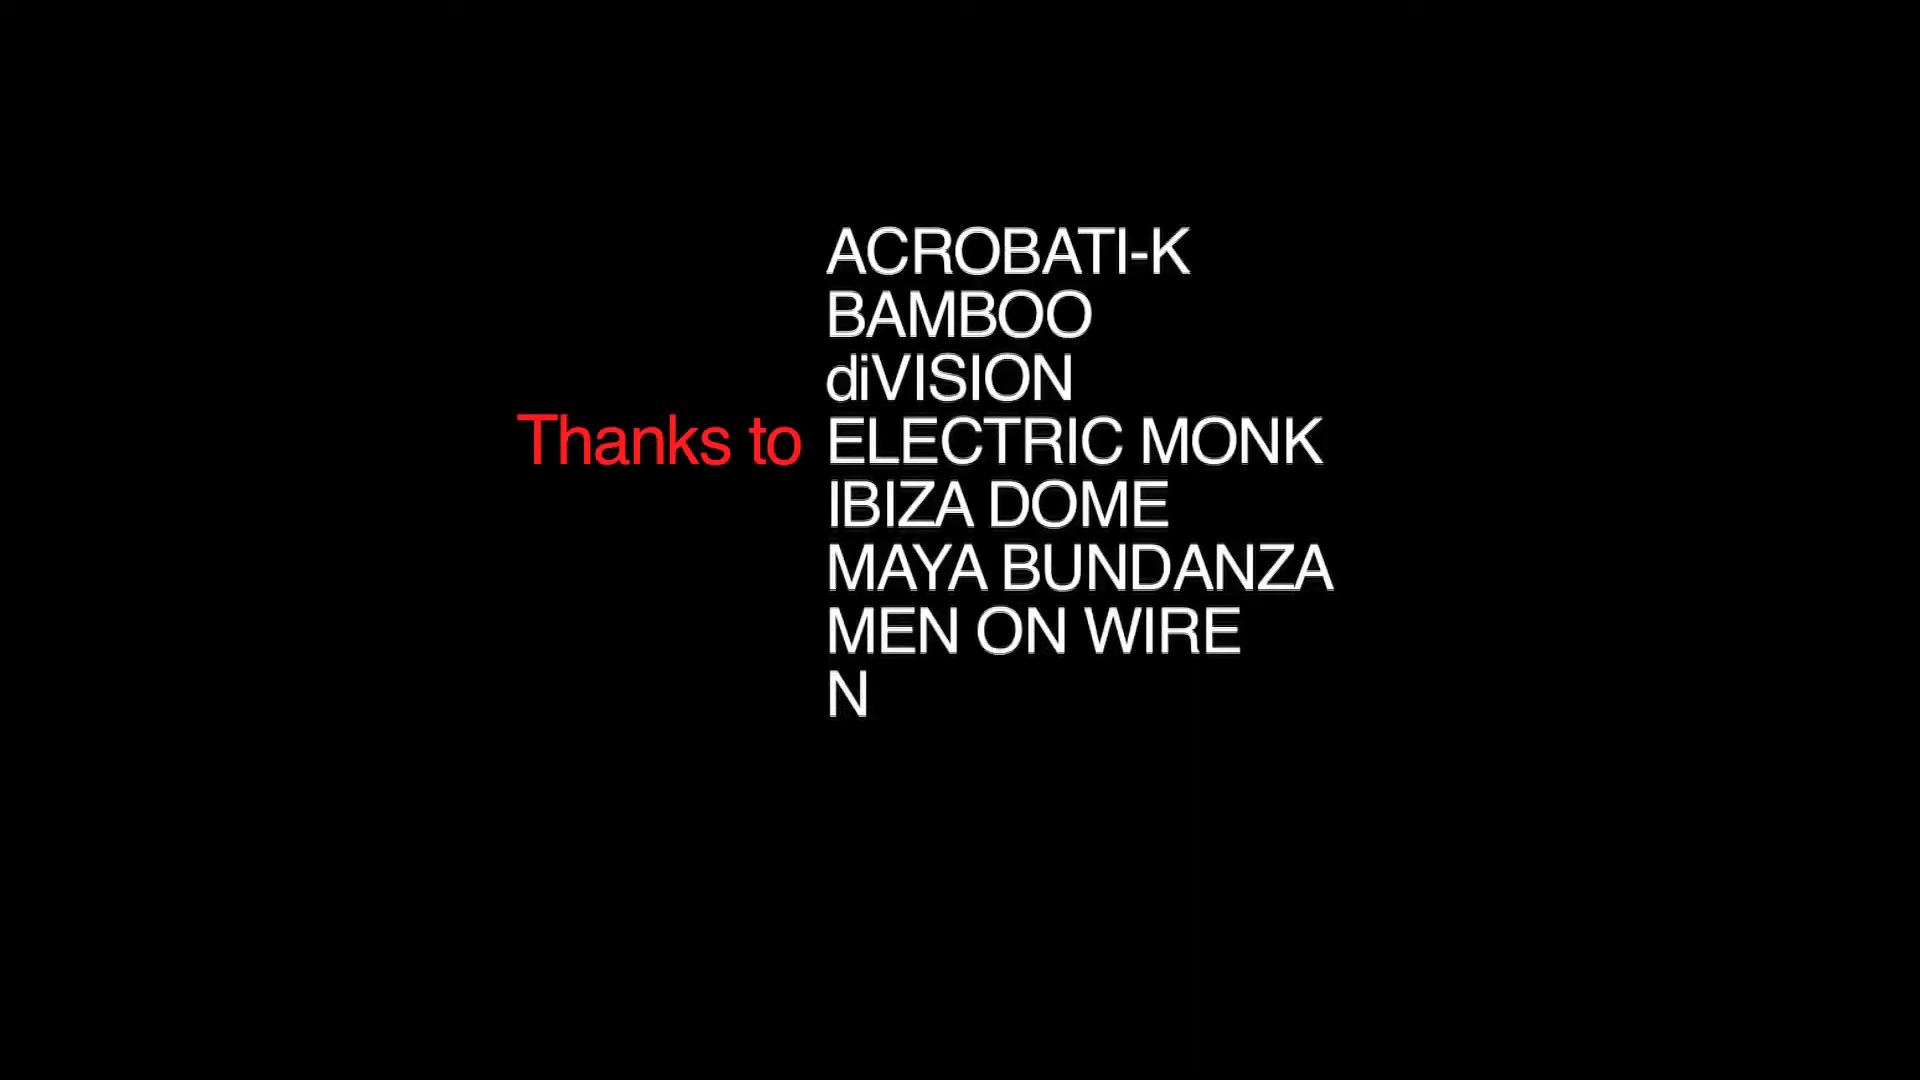 ACROBATI-K
BAMBOO
diVISION
Thanks to ELECTRIC MONK
IBIZA DOME
MAYA BUNDANZA
MEN ON WIRE
N